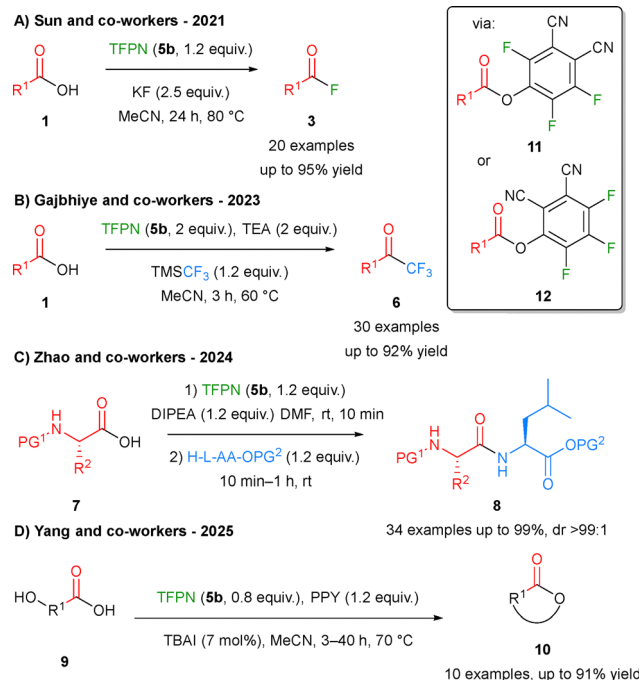 A) Sun and co-workers - 2021
O
R¹ OH
1
TFPN (5b, 1.2 equiv.)
KF (2.5 equiv.)
MeCN, 24 h, 80 °C
O
R¹ F
3
20 examples
up to 95% yield
via:
CN
F CN
O
R¹ O F
F
11
or
CN
NC F
O
R¹ O F
F
12
B) Gajbhiye and co-workers - 2023
O
R¹ OH
1
TFPN (5b, 2 equiv.), TEA (2 equiv.)
TMSCF₃ (1.2 equiv.)
MeCN, 3 h, 60 °C
O
R¹ CF₃
6
30 examples
up to 92% yield
C) Zhao and co-workers - 2024
H O
PG¹ N OH
R²
7
1) TFPN (5b, 1.2 equiv.)
DIPEA (1.2 equiv.) DMF, rt, 10 min
2) H-L-AA-OPG² (1.2 equiv.)
10 min–1 h, rt
H O
PG¹ N N OPG²
R² H O
8
34 examples up to 99%, dr >99:1
D) Yang and co-workers - 2025
O
HO R¹ OH
9
TFPN (5b, 0.8 equiv.), PPY (1.2 equiv.)
TBAI (7 mol%), MeCN, 3–40 h, 70 °C
O
R¹ O
10
10 examples, up to 91% yield